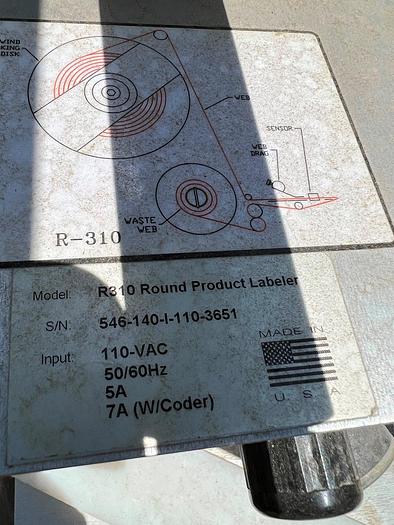 WIND
KING
DISK
WEB
SENSOR
WEB
DRAG
WASTE
WEB
R-310
Model: R310 Round Product Labeler
S/N: 546-140-I-110-3651
Input: 110-VAC
50/60Hz
5A
7A (W/Coder)
MADE IN
U S A